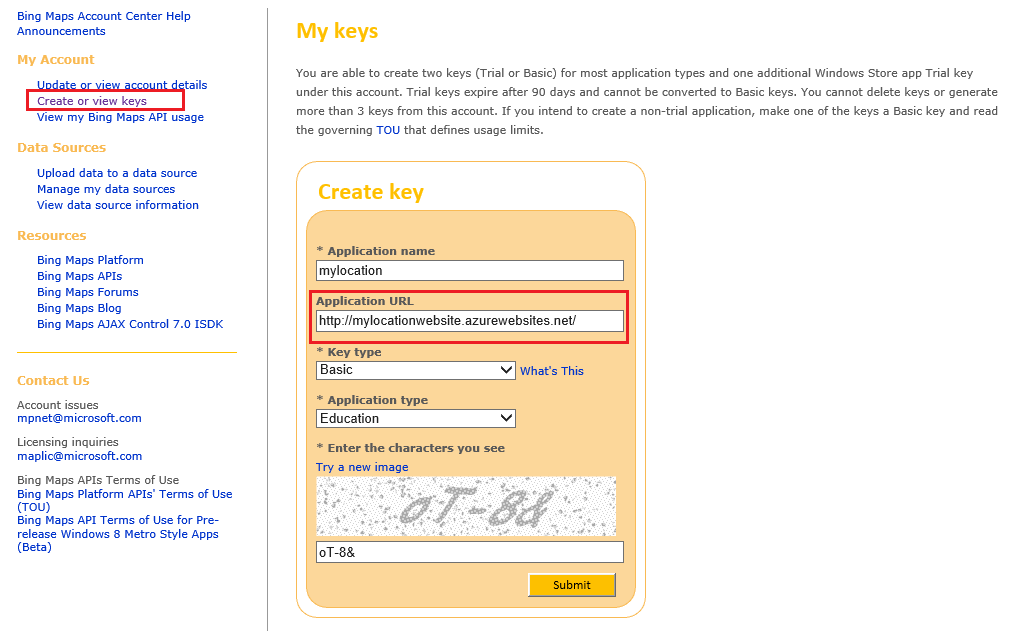 Bing Maps Account Center Help
Announcements
My Account
Update or view account details
Create or view keys
View my Bing Maps API usage
Data Sources
Upload data to a data source
Manage my data sources
View data source information
Resources
Bing Maps Platform
Bing Maps APIs
Bing Maps Forums
Bing Maps Blog
Bing Maps AJAX Control 7.0 ISDK
Contact Us
Account issues
mpnet@microsoft.com
Licensing inquiries
maplic@microsoft.com
Bing Maps APIs Terms of Use
Bing Maps Platform APIs' Terms of Use
(TOU)
Bing Maps API Terms of Use for Pre-
release Windows 8 Metro Style Apps
(Beta)
My keys
You are able to create two keys (Trial or Basic) for most application types and one additional Windows Store app Trial key
under this account. Trial keys expire after 90 days and cannot be converted to Basic keys. You cannot delete keys or generate
more than 3 keys from this account. If you intend to create a non-trial application, make one of the keys a Basic key and read
the governing TOU that defines usage limits.
Create key
* Application name
mylocation
Application URL
http://mylocationwebsite.azurewebsites.net/
* Key type
Basic What's This
* Application type
Education
* Enter the characters you see
Try a new image
oT-8&
oT-8&
Submit